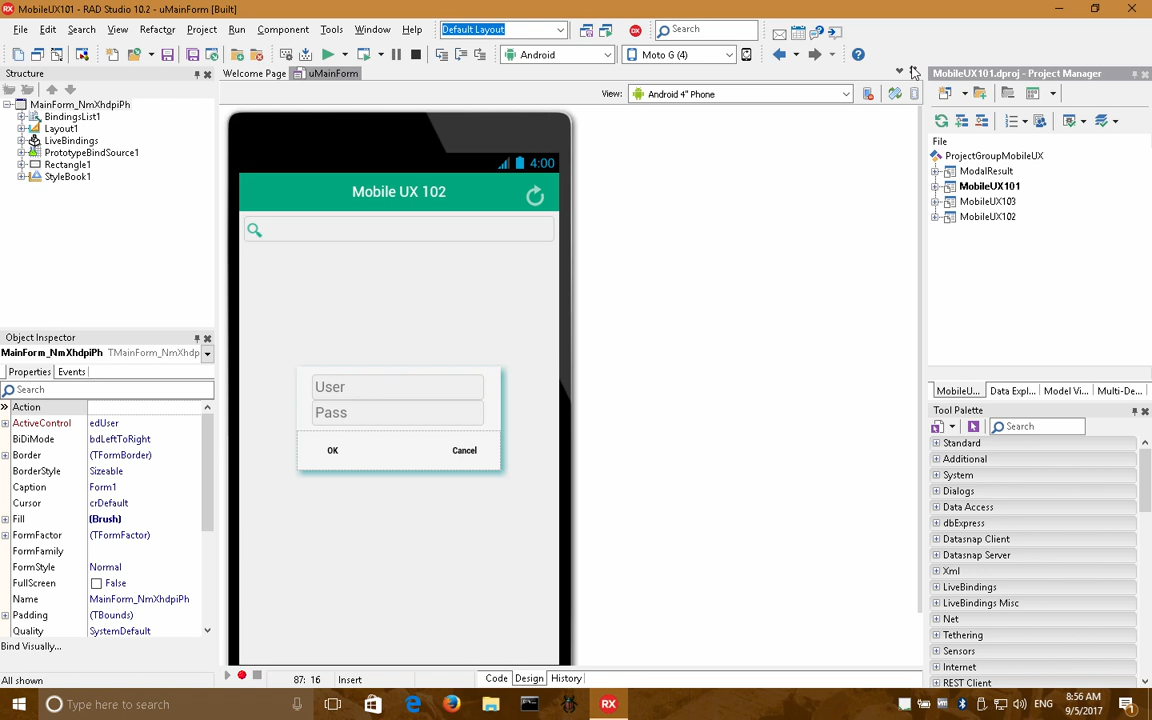 MobileUX101 - RAD Studio 10.2 - uMainForm [Built]
File Edit Search View Refactor Project Run Component Tools Window Help
Default Layout
Search
Android
Moto G (4)
Structure
Welcome Page
uMainForm
MobileUX101.dproj - Project Manager
View:
Android 4" Phone
MainForm_NmXhdpiPh
BindingsList1
Layout1
LiveBindings
PrototypeBindSource1
Rectangle1
StyleBook1
4:00
Mobile UX 102
User
Pass
OK
Cancel
File
ProjectGroupMobileUX
ModalResult
MobileUX101
MobileUX103
MobileUX102
Object Inspector
MainForm_NmXhdpiPh TMainForm_NmXhdp
Properties Events
Search
Action
ActiveControl edUser
BiDiMode bdLeftToRight
Border (TFormBorder)
BorderStyle Sizeable
Caption Form1
Cursor crDefault
Fill (Brush)
FormFactor (TFormFactor)
FormFamily
FormStyle Normal
FullScreen False
Name MainForm_NmXhdpiPh
Padding (TBounds)
Quality SystemDefault
Bind Visually...
All shown
MobileU... Data Expl... Model Vi... Multi-De...
Tool Palette
Search
Standard
Additional
System
Dialogs
Data Access
dbExpress
Datasnap Client
Datasnap Server
Xml
LiveBindings
LiveBindings Misc
Net
Tethering
Sensors
Internet
REST Client
87: 16
Insert
Code Design History
Type here to search
RX
ENG
8:56 AM
9/5/2017
1